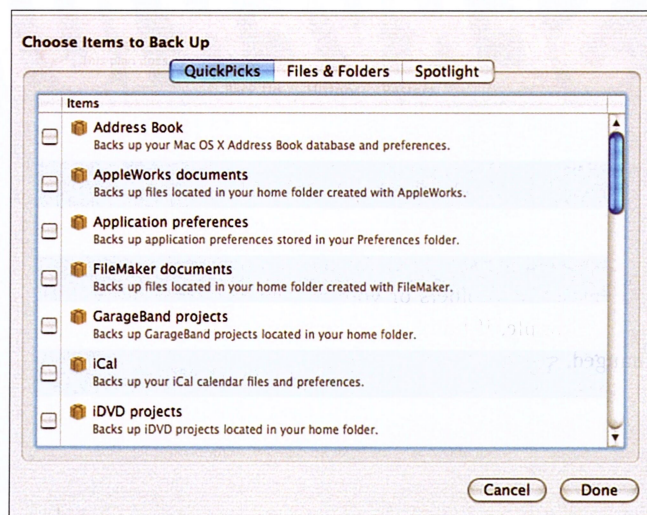 Choose Items to Back Up
QuickPicks Files & Folders Spotlight
Items
Address Book
Backs up your Mac OS X Address Book database and preferences.
AppleWorks documents
Backs up files located in your home folder created with AppleWorks.
Application preferences
Backs up application preferences stored in your Preferences folder.
FileMaker documents
Backs up files located in your home folder created with FileMaker.
GarageBand projects
Backs up GarageBand projects located in your home folder.
iCal
Backs up your iCal calendar files and preferences.
iDVD projects
Backs up iDVD projects located in your home folder.
Cancel Done